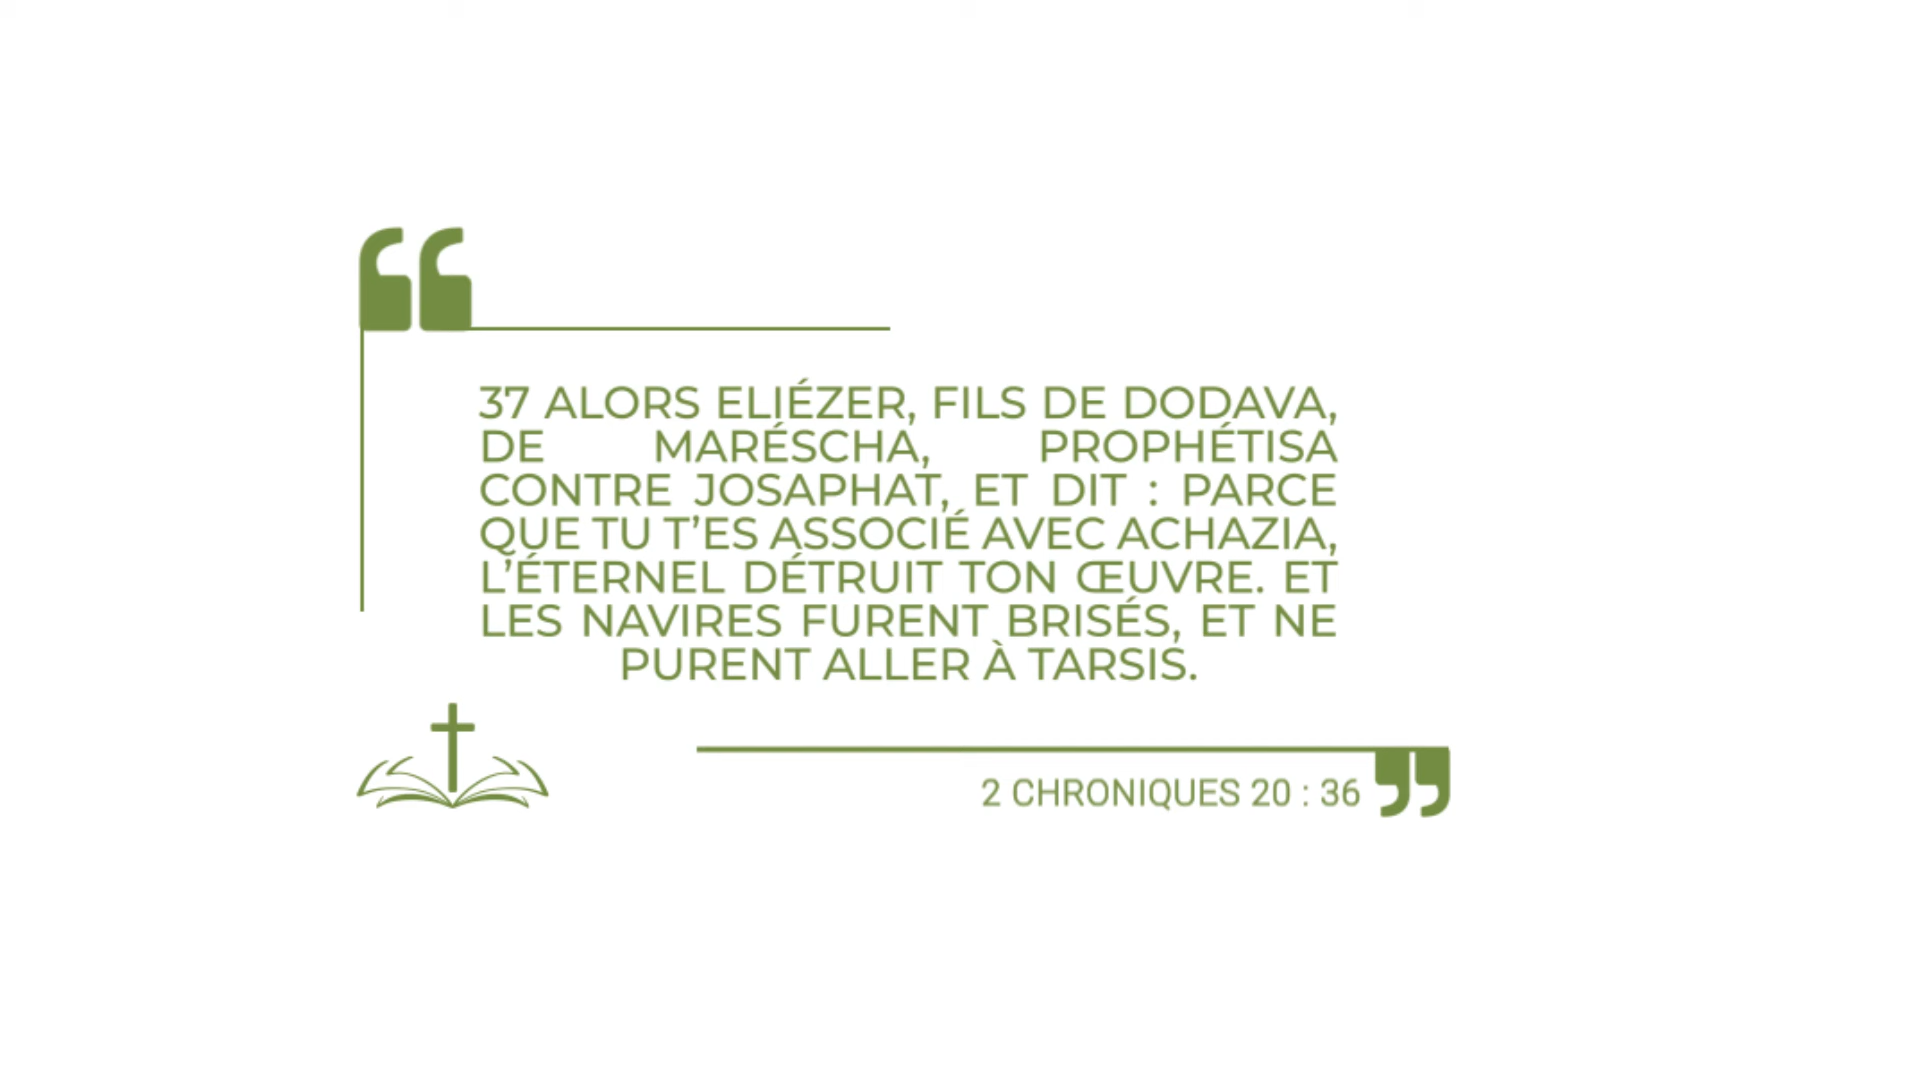 37 ALORS ELIÉZER, FILS DE DODAVA,
DE MARÉSCHA, PROPHÉTISA
CONTRE JOSAPHAT, ET DIT : PARCE
QUE TU T’ES ASSOCIÉ AVEC ACHAZIA,
L’ÉTERNEL DÉTRUIT TON ŒUVRE. ET
LES NAVIRES FURENT BRISÉS, ET NE
PURENT ALLER À TARSIS.
2 CHRONIQUES 20 : 36